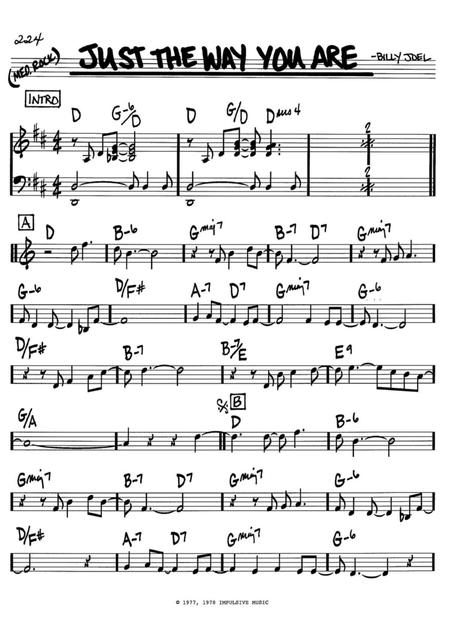 224
JUST THE WAY YOU ARE
-BILLY JOEL
(MED. ROCK)
INTRO
D G-6/D D G/D Dsus4
2 2
A
D B-6 Gmaj7 B-7 D7 Gmaj7
G-6 D/F# A-7 D7 Gmaj7 G-6
D/F# B-7 B-7/E E9
G/A B D B-6
Gmaj7 B-7 D7 Gmaj7 G-6
D/F# A-7 D7 Gmaj7 G-6
© 1977, 1978 IMPULSIVE MUSIC